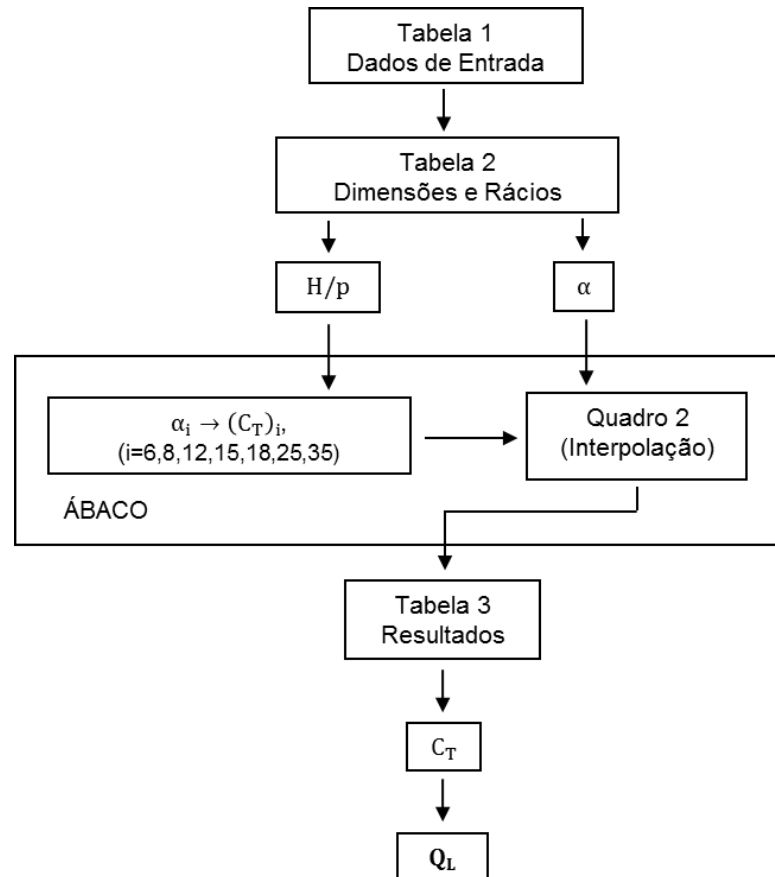 Tabela 1
Dados de Entrada
Tabela 2
Dimensões e Rácios
H/p
α
αᵢ → (C_T)ᵢ,
(i=6,8,12,15,18,25,35)
Quadro 2
(Interpolação)
ÁBACO
Tabela 3
Resultados
C_T
Q_L